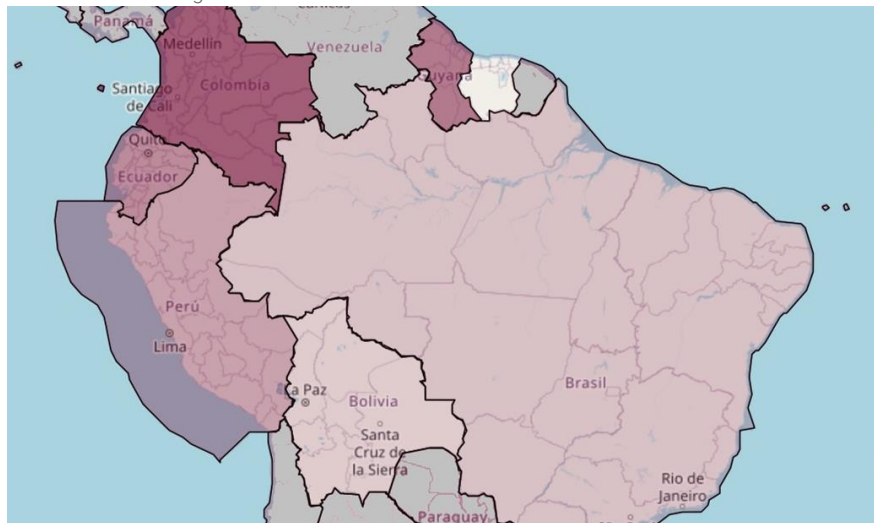 Panamá
Medellín
Venezuela
Colombia
Guyana
Santiago
de Cali
Quito
Ecuador
Perú
Lima
La Paz
Bolivia
Brasil
Santa
Cruz de
la Sierra
Rio de
Janeiro
Paraguay